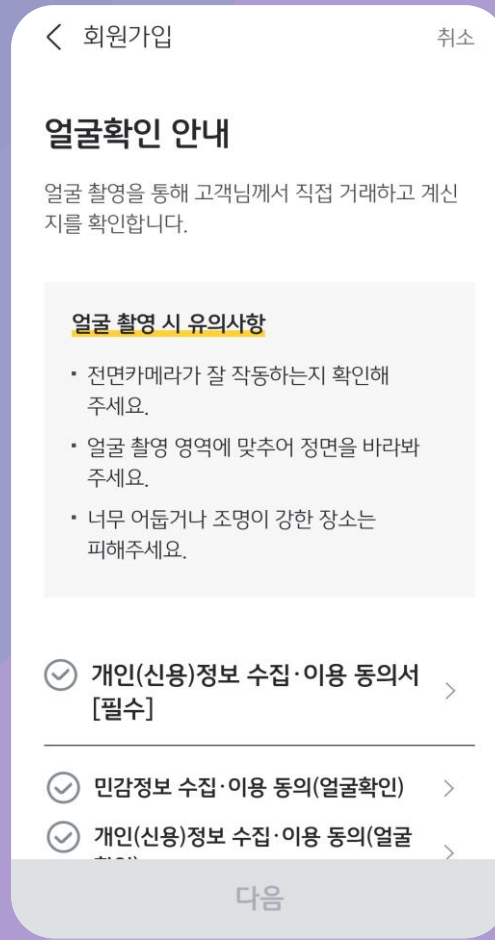 회원가입 취소
얼굴확인 안내
얼굴 촬영을 통해 고객님께서 직접 거래하고 계신
지를 확인합니다.
얼굴 촬영 시 유의사항
▪ 전면카메라가 잘 작동하는지 확인해
주세요.
▪ 얼굴 촬영 영역에 맞추어 정면을 바라봐
주세요.
▪ 너무 어둡거나 조명이 강한 장소는
피해주세요.
개인(신용)정보 수집·이용 동의서
[필수]
민감정보 수집·이용 동의(얼굴확인)
개인(신용)정보 수집·이용 동의(얼굴
다음